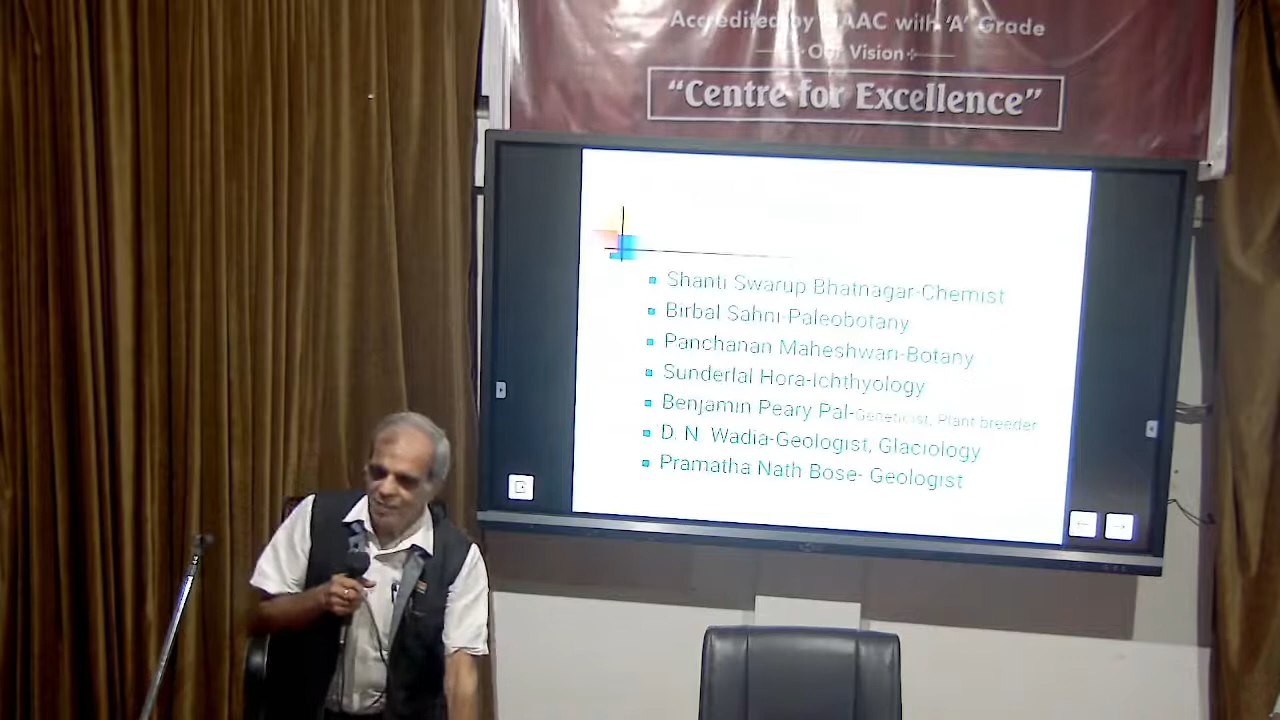 Accredited by NAAC with 'A' Grade
Our Vision
"Centre for Excellence"
Shanti Swarup Bhatnagar-Chemist
Birbal Sahni-Paleobotany
Panchanan Maheshwari-Botany
Sunderlal Hora-Ichthyology
Benjamin Peary Pal-Geneticist, Plant breeder
D. N. Wadia-Geologist, Glaciology
Pramatha Nath Bose- Geologist